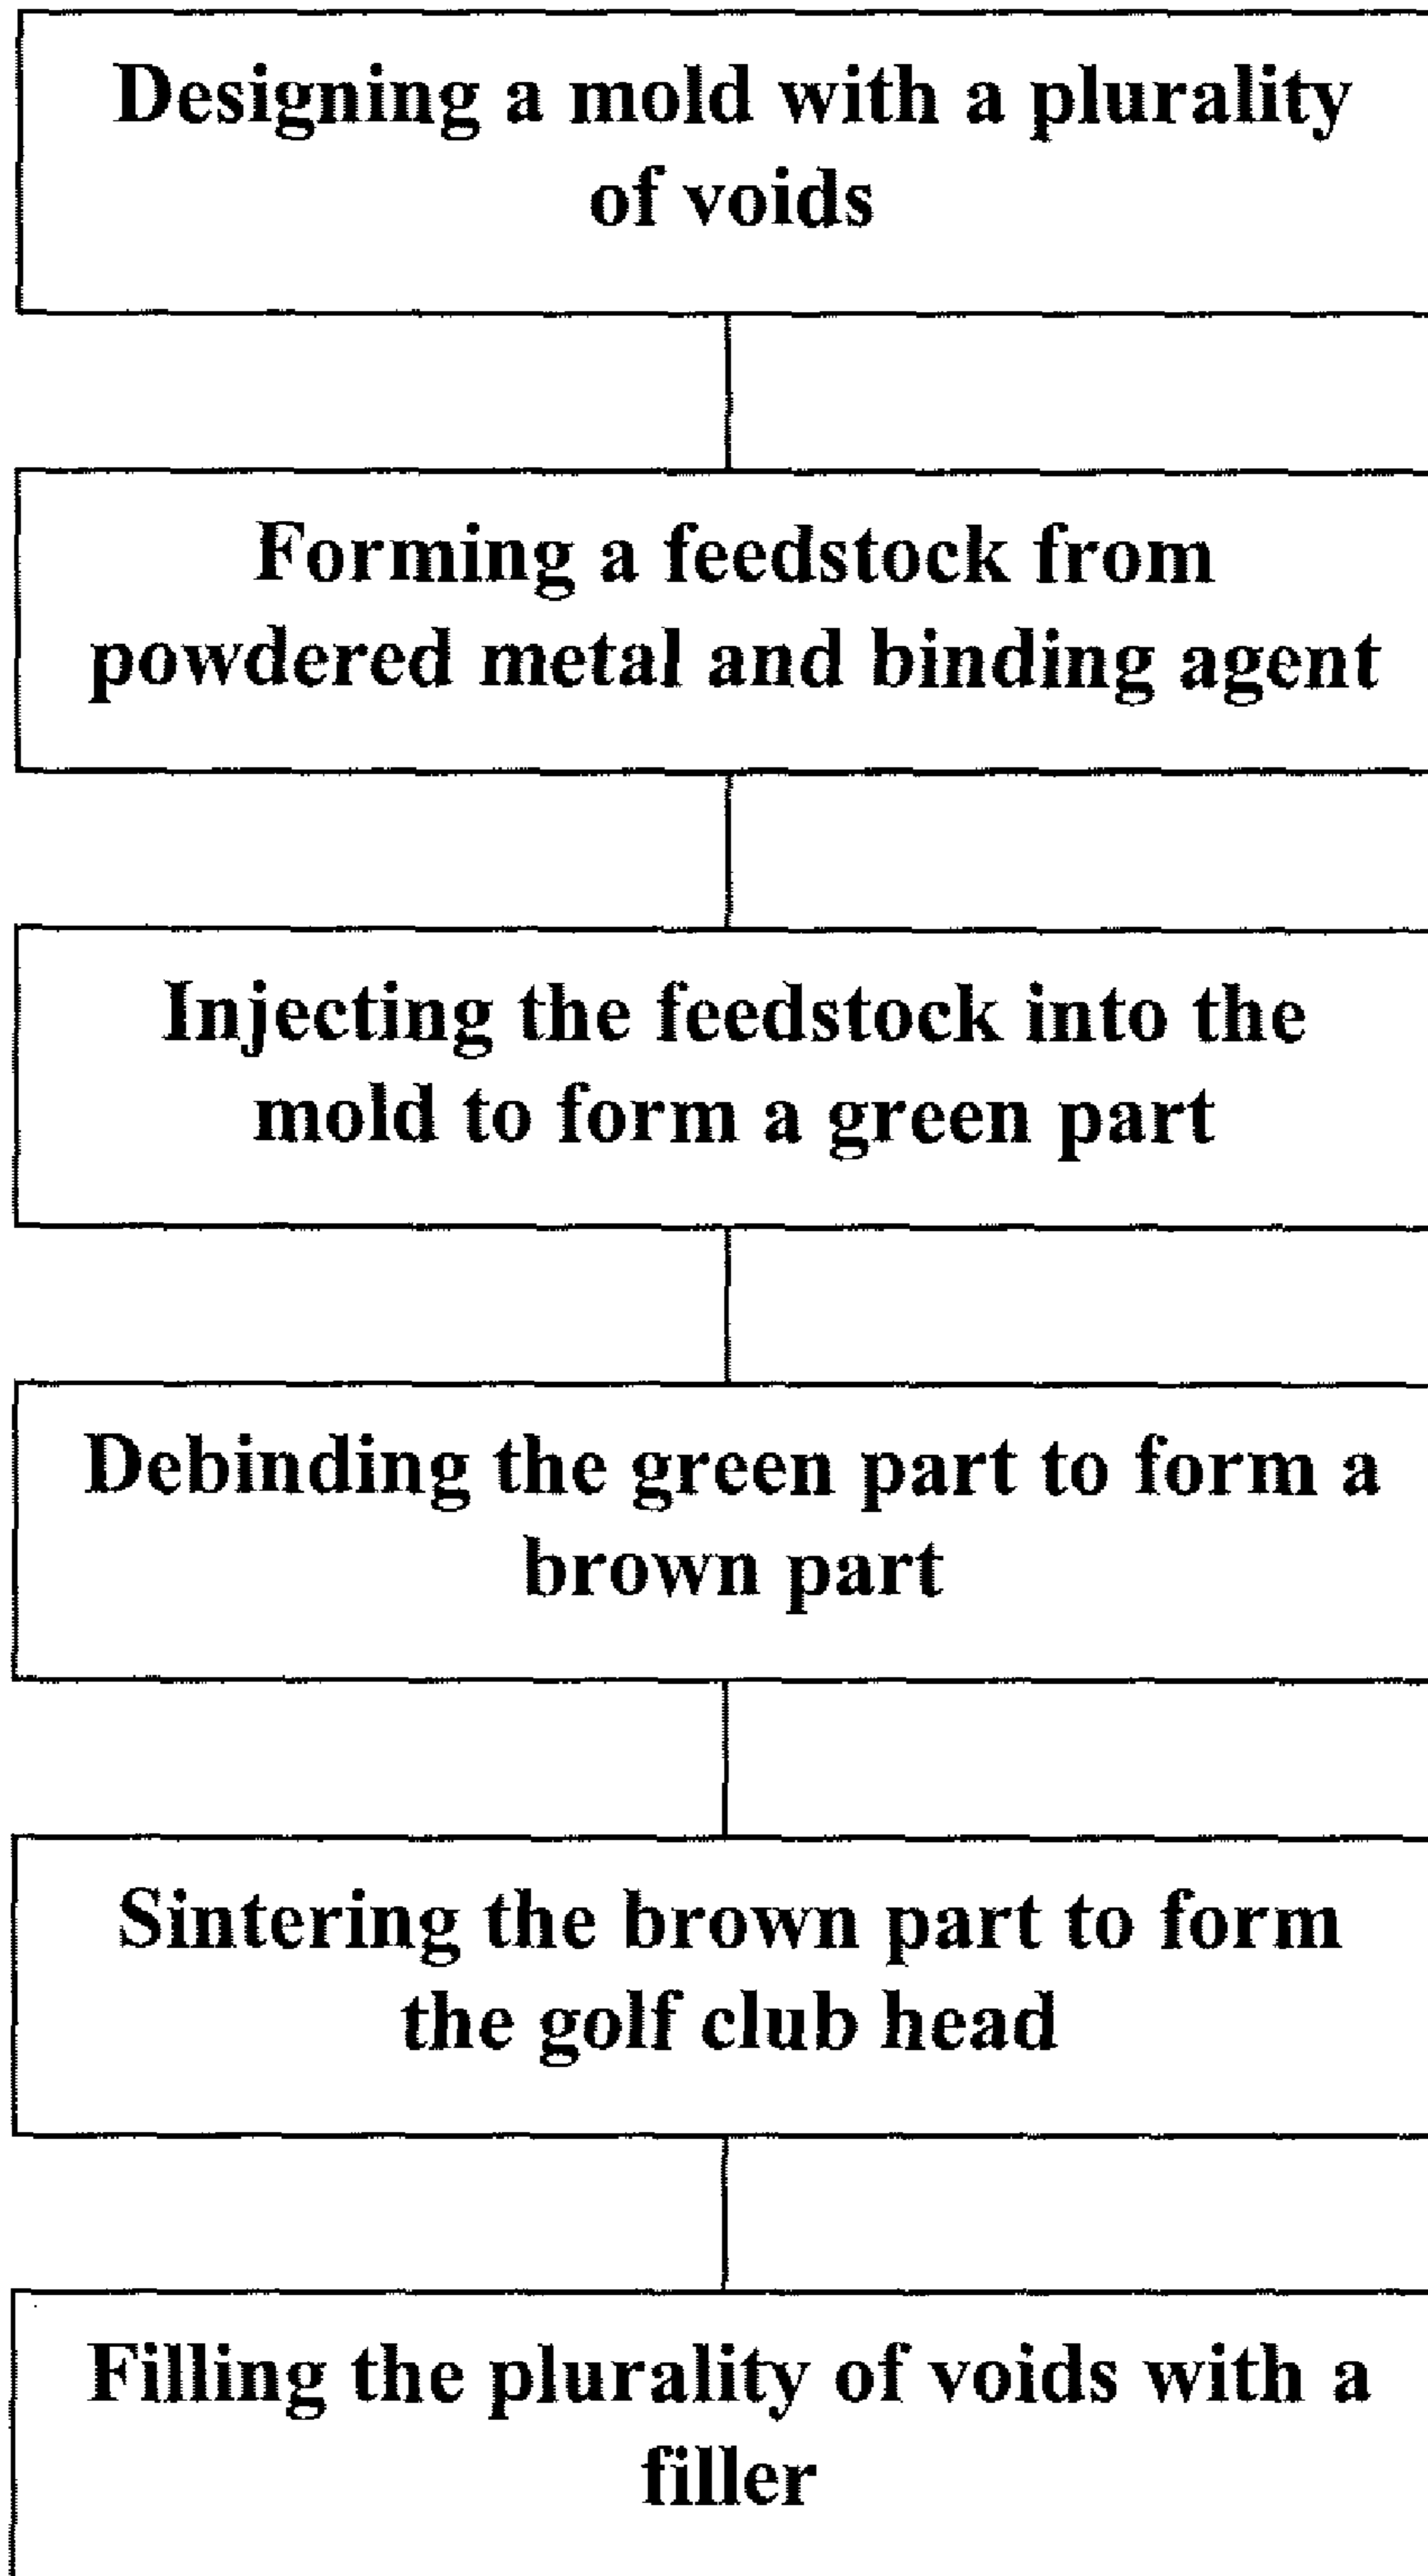 Designing a mold with a plurality
of voids
Forming a feedstock from
powdered metal and binding agent
Injecting the feedstock into the
mold to form a green part
Debinding the green part to form a
brown part
Sintering the brown part to form
the golf club head
Filling the plurality of voids with a
filler